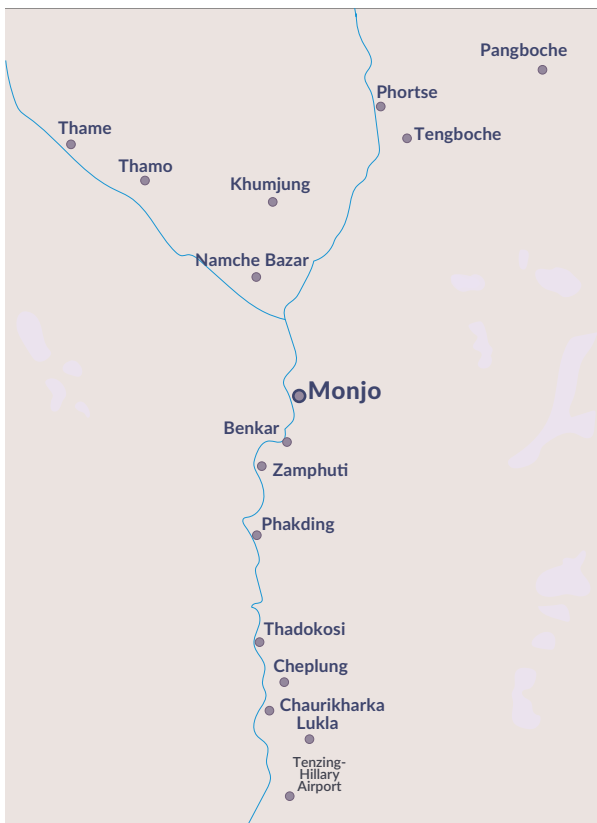 Pangboche
Phortse
Thame
Tengboche
Thamo
Khumjung
Namche Bazar
Monjo
Benkar
Zamphuti
Phakding
Thadokosi
Cheplung
Chaurikharka
Lukla
Tenzing-
Hillary
Airport